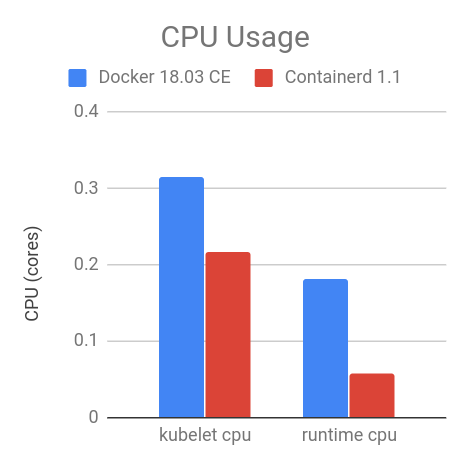 CPU Usage
Docker 18.03 CE
Containerd 1.1
0.4
0.3
0.2
0.1
0
CPU (cores)
kubelet cpu
runtime cpu